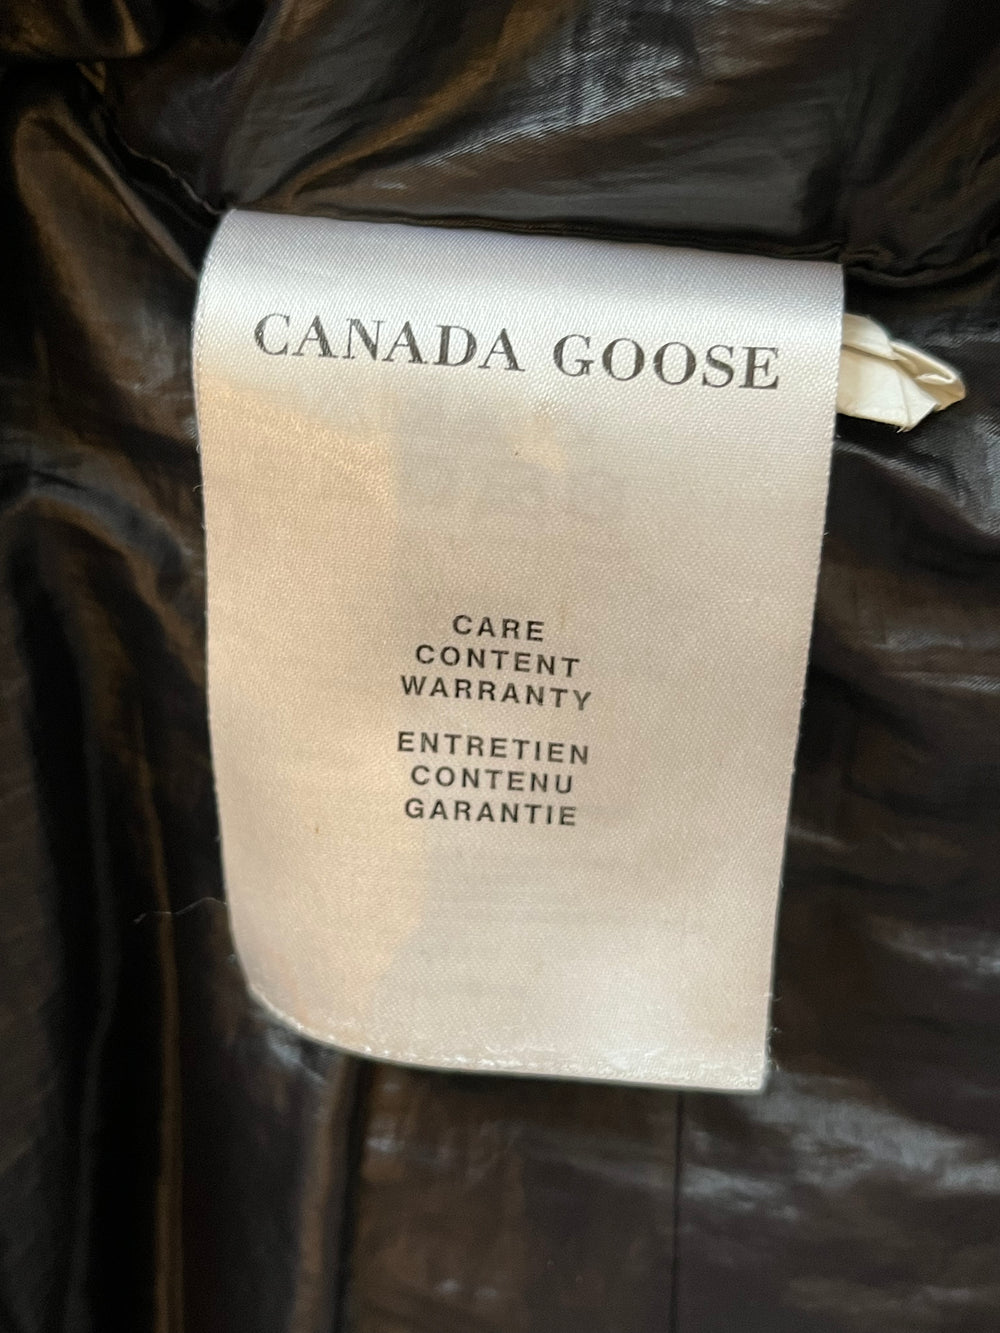 CANADA GOOSE
CARE
CONTENT
WARRANTY
ENTRETIEN
CONTENU
GARANTIE